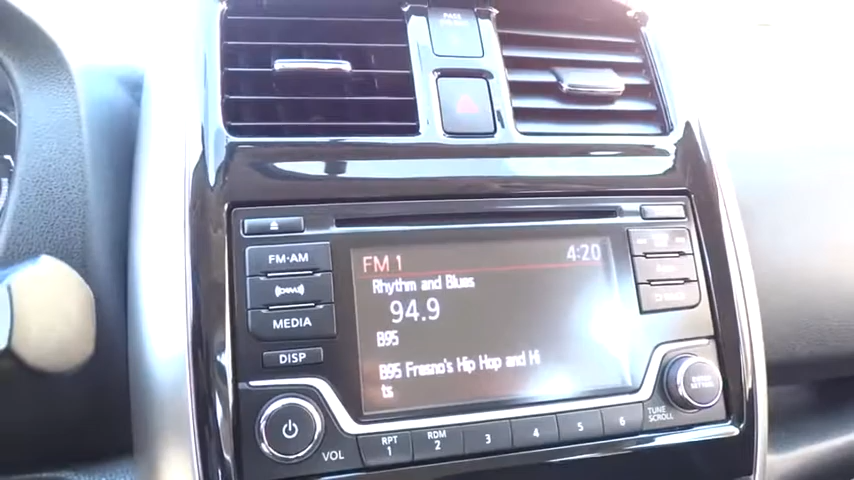 PASS
FM·AM
MEDIA
DISP
FM 1
4:20
Rhythm and Blues
94.9
B95
B95 Fresno's Hip Hop and Hi
ts
VOL
RPT
1
RDM
2
3
4
5
6
TUNE
SCROLL